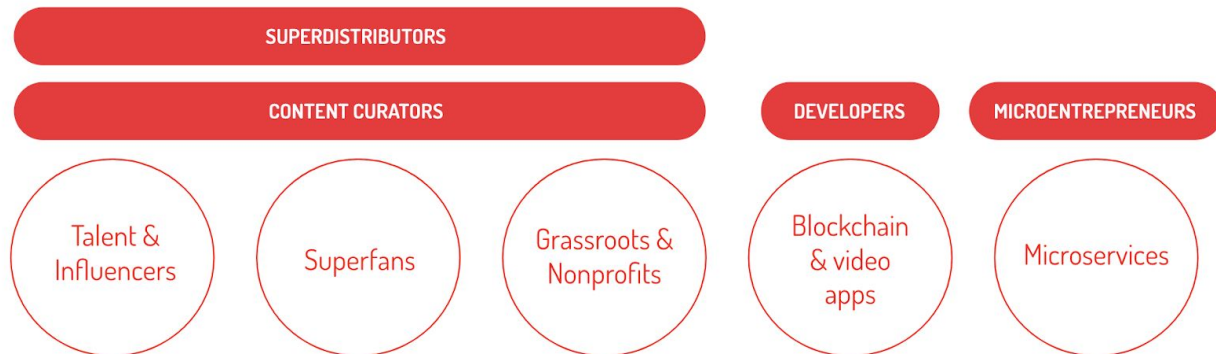 SUPERDISTRIBUTORS
CONTENT CURATORS
DEVELOPERS
MICROENTREPRENEURS
Talent &
Influencers
Superfans
Grassroots &
Nonprofits
Blockchain
& video
apps
Microservices